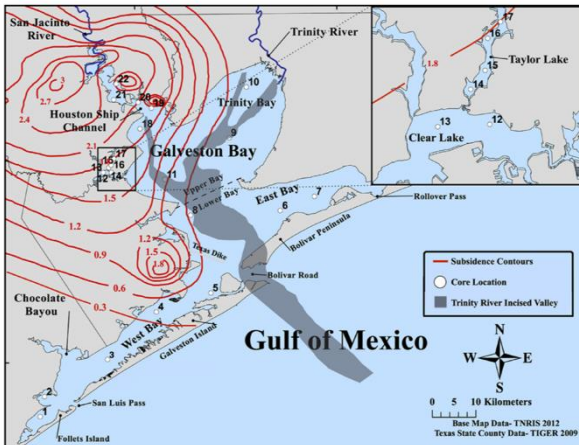 San Jacinto
River
Trinity River
3
2.7
2.4
22
21
20
19
Houston Ship
Channel
18
10
Trinity Bay
9
Galveston Bay
2.1
17
16
15
16
13
14
12
1.5
11
Upper Bay
Lower Bay
8
East Bay
7
6
Rollover Pass
Bolivar Peninsula
1.2
1.2
1.5
1.8
Texas Dike
0.9
0.6
0.3
Bolivar Road
5
4
Chocolate
Bayou
West Bay
Galveston Island
3
2
1
San Luis Pass
Follets Island
Gulf of Mexico
17
16
1.8
15
Taylor Lake
14
13
12
Clear Lake
Legend
Subsidence Contours
Core Location
Trinity River Incised Valley
N
W
E
S
0 2 4 6 8 10
Kilometers
Base Map Data- TNRIS 2012
Texas State County Data- TIGER 2009